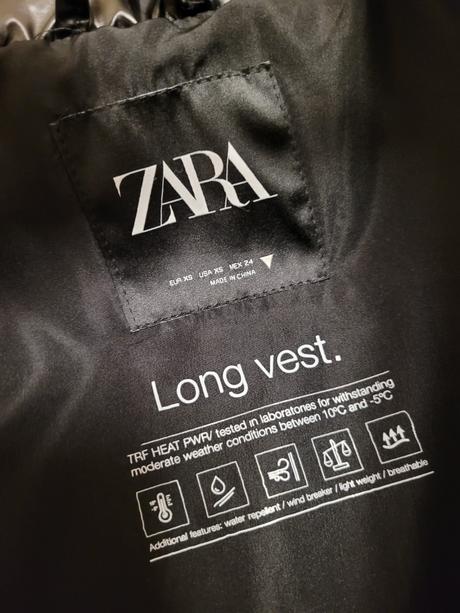 ZARA
EUR XS USA XS MEX 24
MADE IN CHINA
Long vest.
TRF HEAT PWR/ tested in laboratories for withstanding
moderate weather conditions between 10ºC and -5ºC
Additional features: water repellent / wind breaker / light weight / breathable